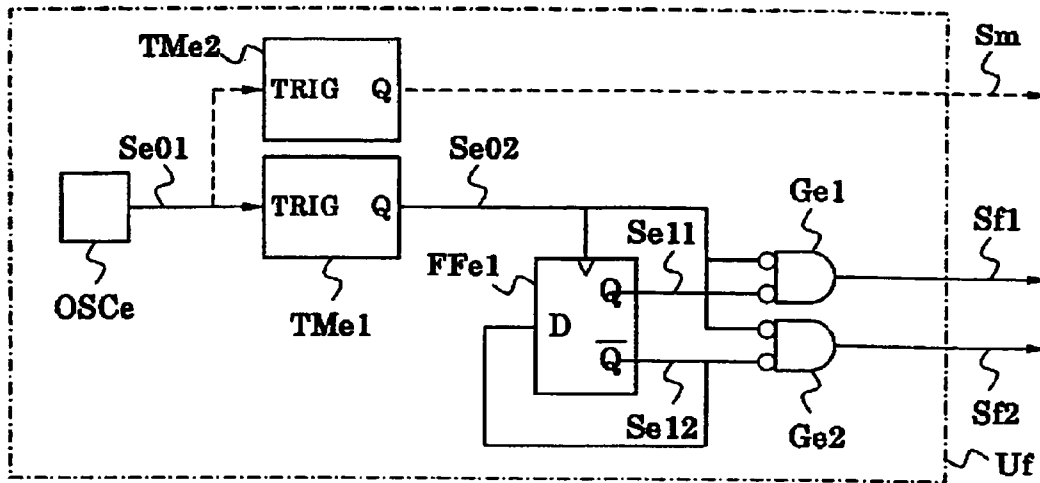 TMe2
Sm
TRIG Q
Se01
Se02
TRIG Q
Ge1
Se11
Sf1
FFe1
Q
OSCe
TMe1
D
Q̅
Se12
Ge2
Sf2
Uf